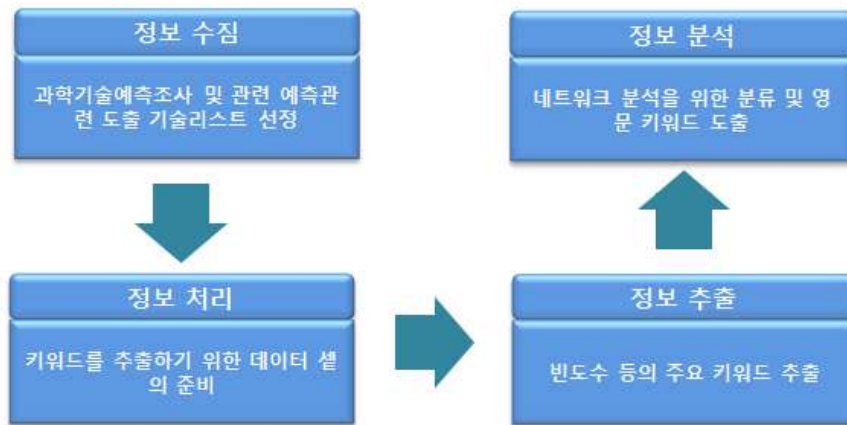 정보 수짐
과학기술예측조사 및 관련 예측관
련 도출 기술리스트 선정
정보 처리
키워드를 추출하기 위한 데이터 셑
의 준비
정보 추출
빈도수 등의 주요 키워드 추출
정보 분석
네트워크 분석을 위한 분류 및 영
문 키워드 도출